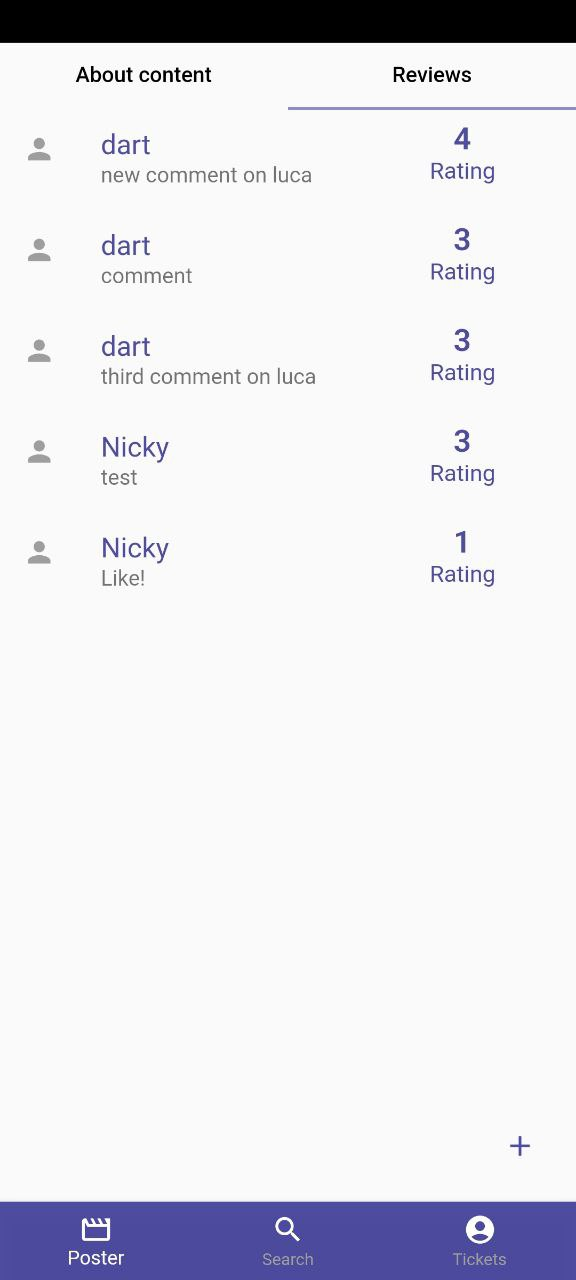 About content
Reviews
dart
new comment on luca
4
Rating
dart
comment
3
Rating
dart
third comment on luca
3
Rating
Nicky
test
3
Rating
Nicky
Like!
1
Rating
Poster
Search
Tickets